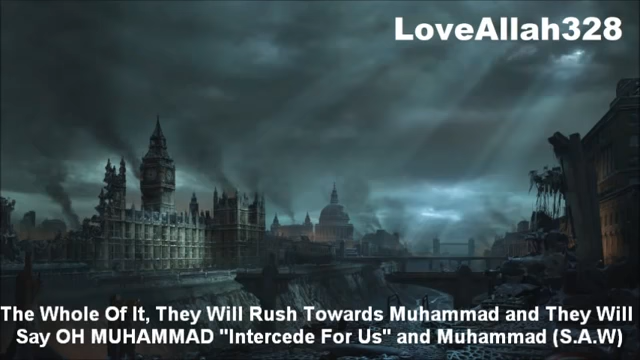 LoveAllah328
The Whole Of It, They Will Rush Towards Muhammad and They Will
Say OH MUHAMMAD "Intercede For Us" and Muhammad (S.A.W)